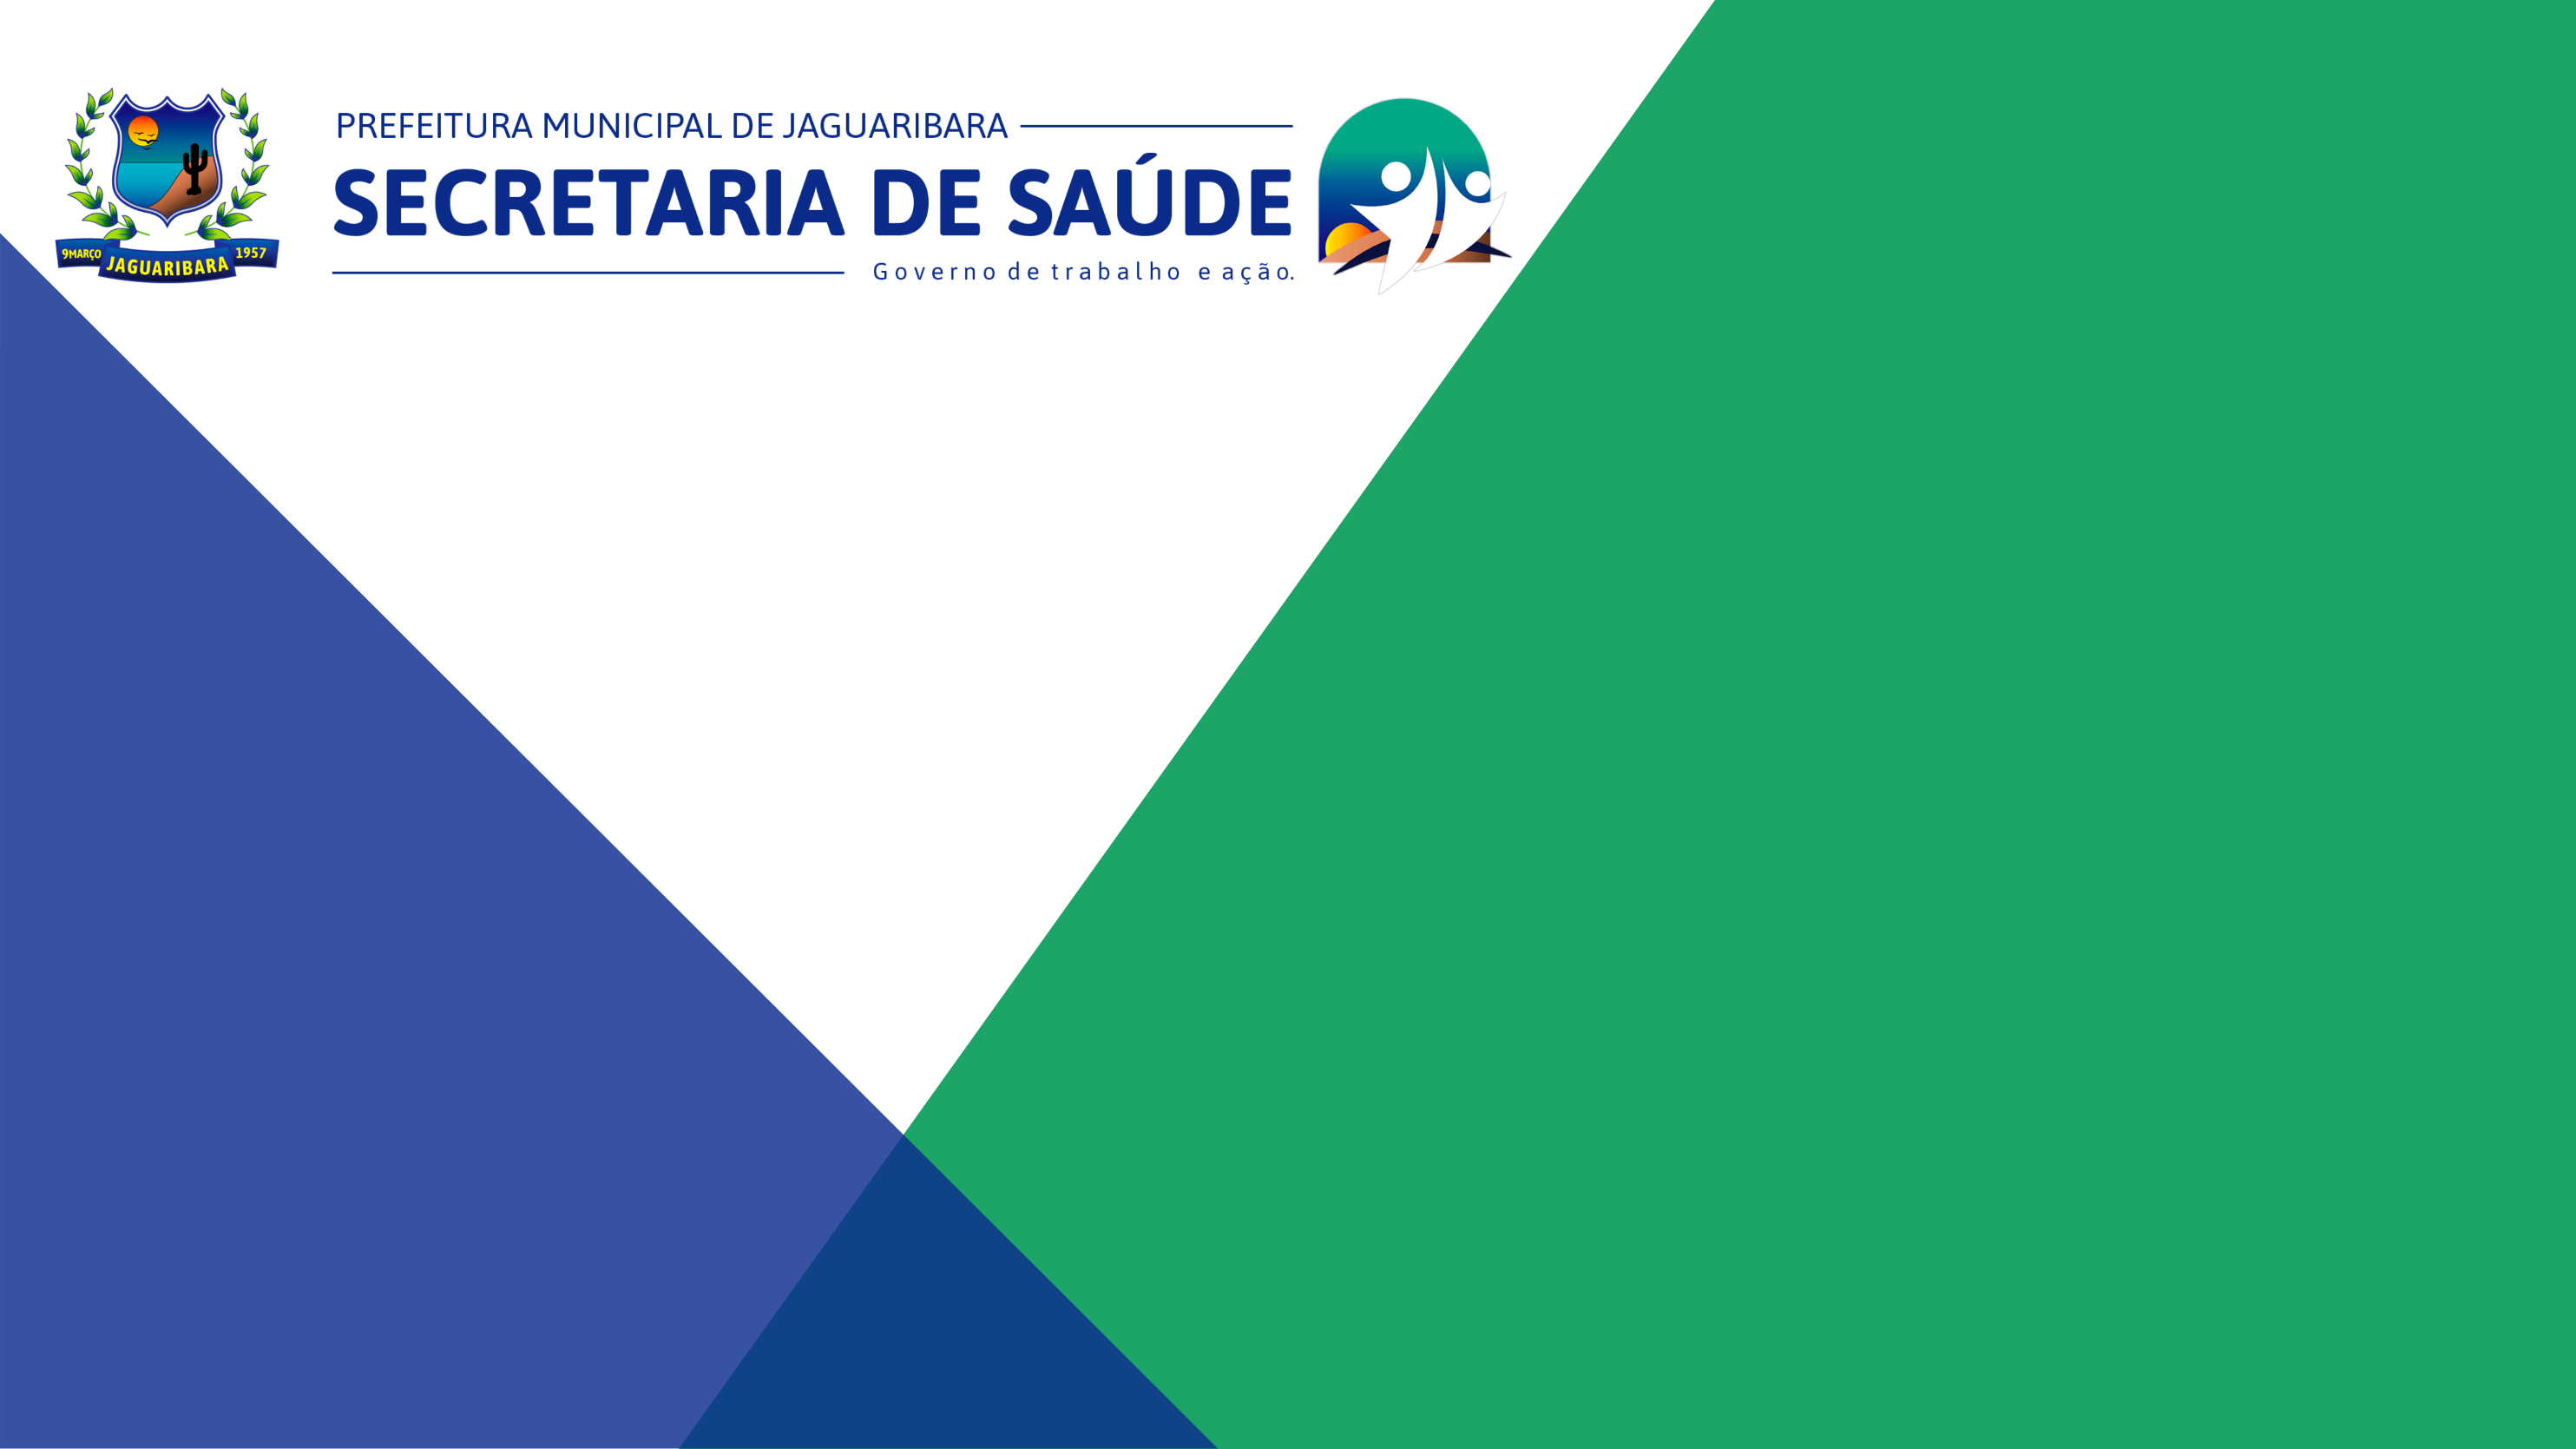 PREFEITURA MUNICIPAL DE JAGUARIBARA
SECRETARIA DE SAÚDE
Governo de trabalho e ação.
9MARÇO JAGUARIBARA 1957